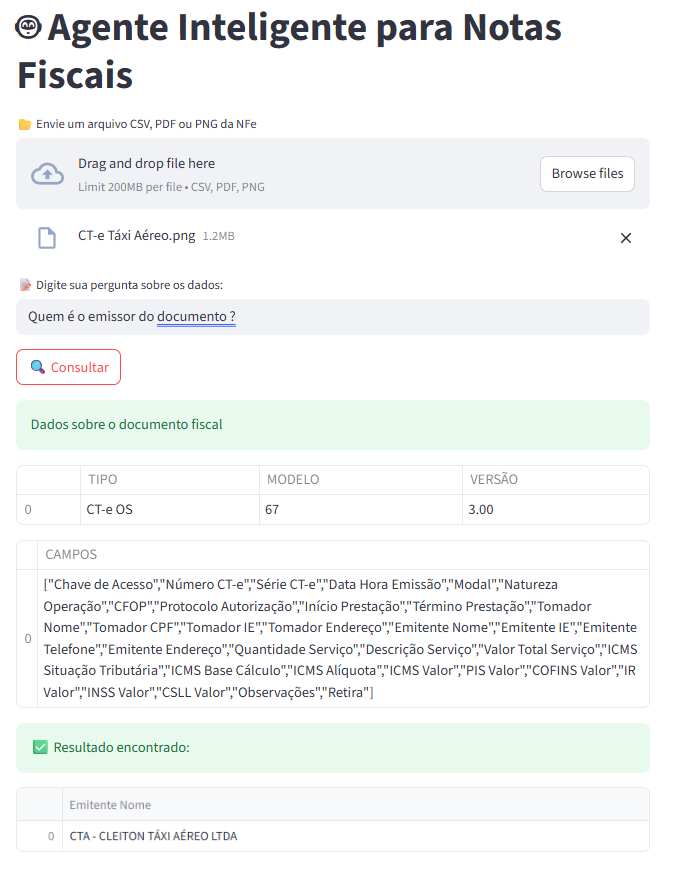 Agente Inteligente para Notas
Fiscais
Envie um arquivo CSV, PDF ou PNG da NFe
Drag and drop file here
Limit 200MB per file • CSV, PDF, PNG
Browse files
CT-e Táxi Aéreo.png 1.2MB
Digite sua pergunta sobre os dados:
Quem é o emissor do documento ?
Consultar
Dados sobre o documento fiscal
TIPO MODELO VERSÃO
0 CT-e OS 67 3.00
CAMPOS
0
["Chave de Acesso","Número CT-e","Série CT-e","Data Hora Emissão","Modal","Natureza
Operação","CFOP","Protocolo Autorização","Início Prestação","Término Prestação","Tomador
Nome","Tomador CPF","Tomador IE","Tomador Endereço","Emitente Nome","Emitente IE","Emitente
Telefone","Emitente Endereço","Quantidade Serviço","Descrição Serviço","Valor Total Serviço","ICMS
Situação Tributária","ICMS Base Cálculo","ICMS Alíquota","ICMS Valor","PIS Valor","COFINS Valor","IR
Valor","INSS Valor","CSLL Valor","Observações","Retira"]
Resultado encontrado:
Emitente Nome
0 CTA - CLEITON TÁXI AÉREO LTDA